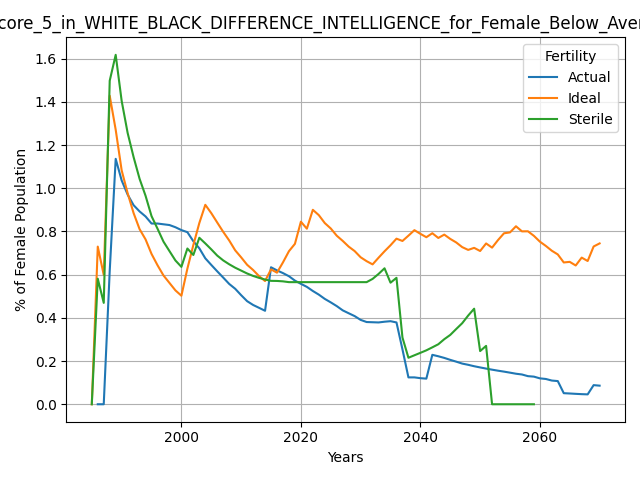 core_5_in_WHITE_BLACK_DIFFERENCE_INTELLIGENCE_for_Female_Below_Aver
Fertility
Actual
Ideal
Sterile
1.6
1.4
1.2
1.0
0.8
0.6
0.4
0.2
0.0
% of Female Population
2000
2020
2040
2060
Years